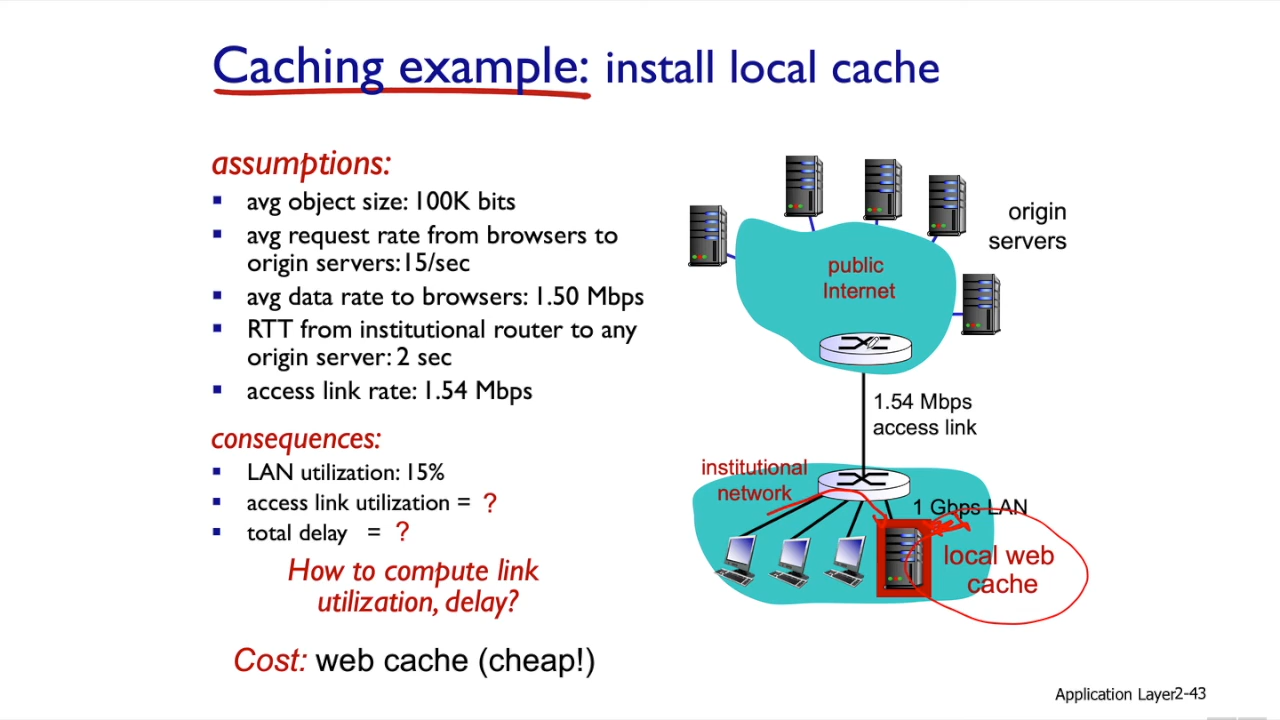 Caching example: install local cache
assumptions:
avg object size: 100K bits
avg request rate from browsers to
origin servers:15/sec
avg data rate to browsers: 1.50 Mbps
RTT from institutional router to any
origin server: 2 sec
access link rate: 1.54 Mbps
consequences:
LAN utilization: 15%
access link utilization = ?
total delay = ?
How to compute link
utilization, delay?
Cost: web cache (cheap!)
origin
servers
public
Internet
1.54 Mbps
access link
institutional
network
1 Gbps LAN
local web
cache
Application Layer2-43